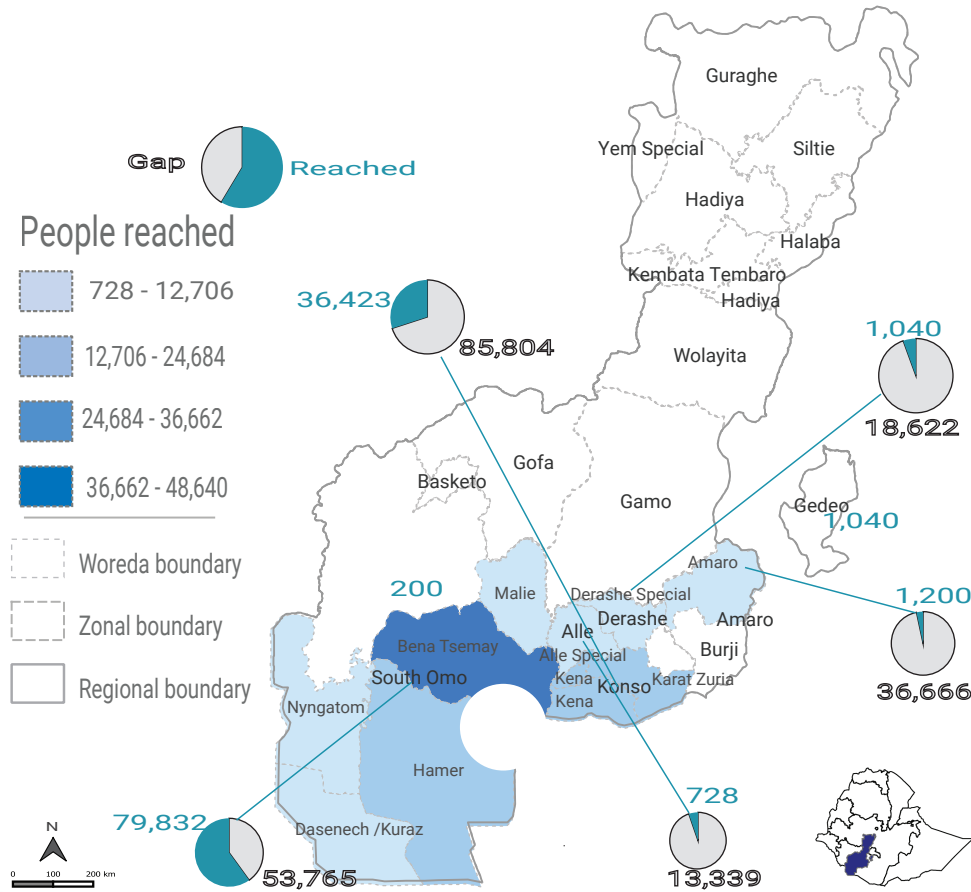 Guraghe
Yem Special
Siltie
Gap
Reached
Hadiya
People reached
Halaba
Kembata Tembaro
728 - 12,706
Hadiya
36,423
85,804
1,040
12,706 - 24,684
Wolayita
24,684 - 36,662
18,622
Gofa
Basketo
36,662 - 48,640
Gamo
Gedeo
1,040
Woreda boundary
Amaro
200
Malie
Derashe Special
1,200
Zonal boundary
Derashe
Amaro
Alle
Bena Tsemay
Burji
Alle Special
South Omo
Kena
Konso
Karat Zuria
36,666
Regional boundary
Kena
Nyngatom
Hamer
728
79,832
Dasenech /Kuraz
N
53,765
13,339
0 100 200 km